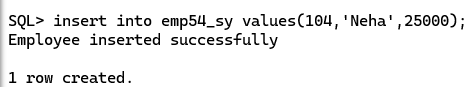 SQL> insert into emp54_sy values(104,'Neha',25000);
Employee inserted successfully
1 row created.